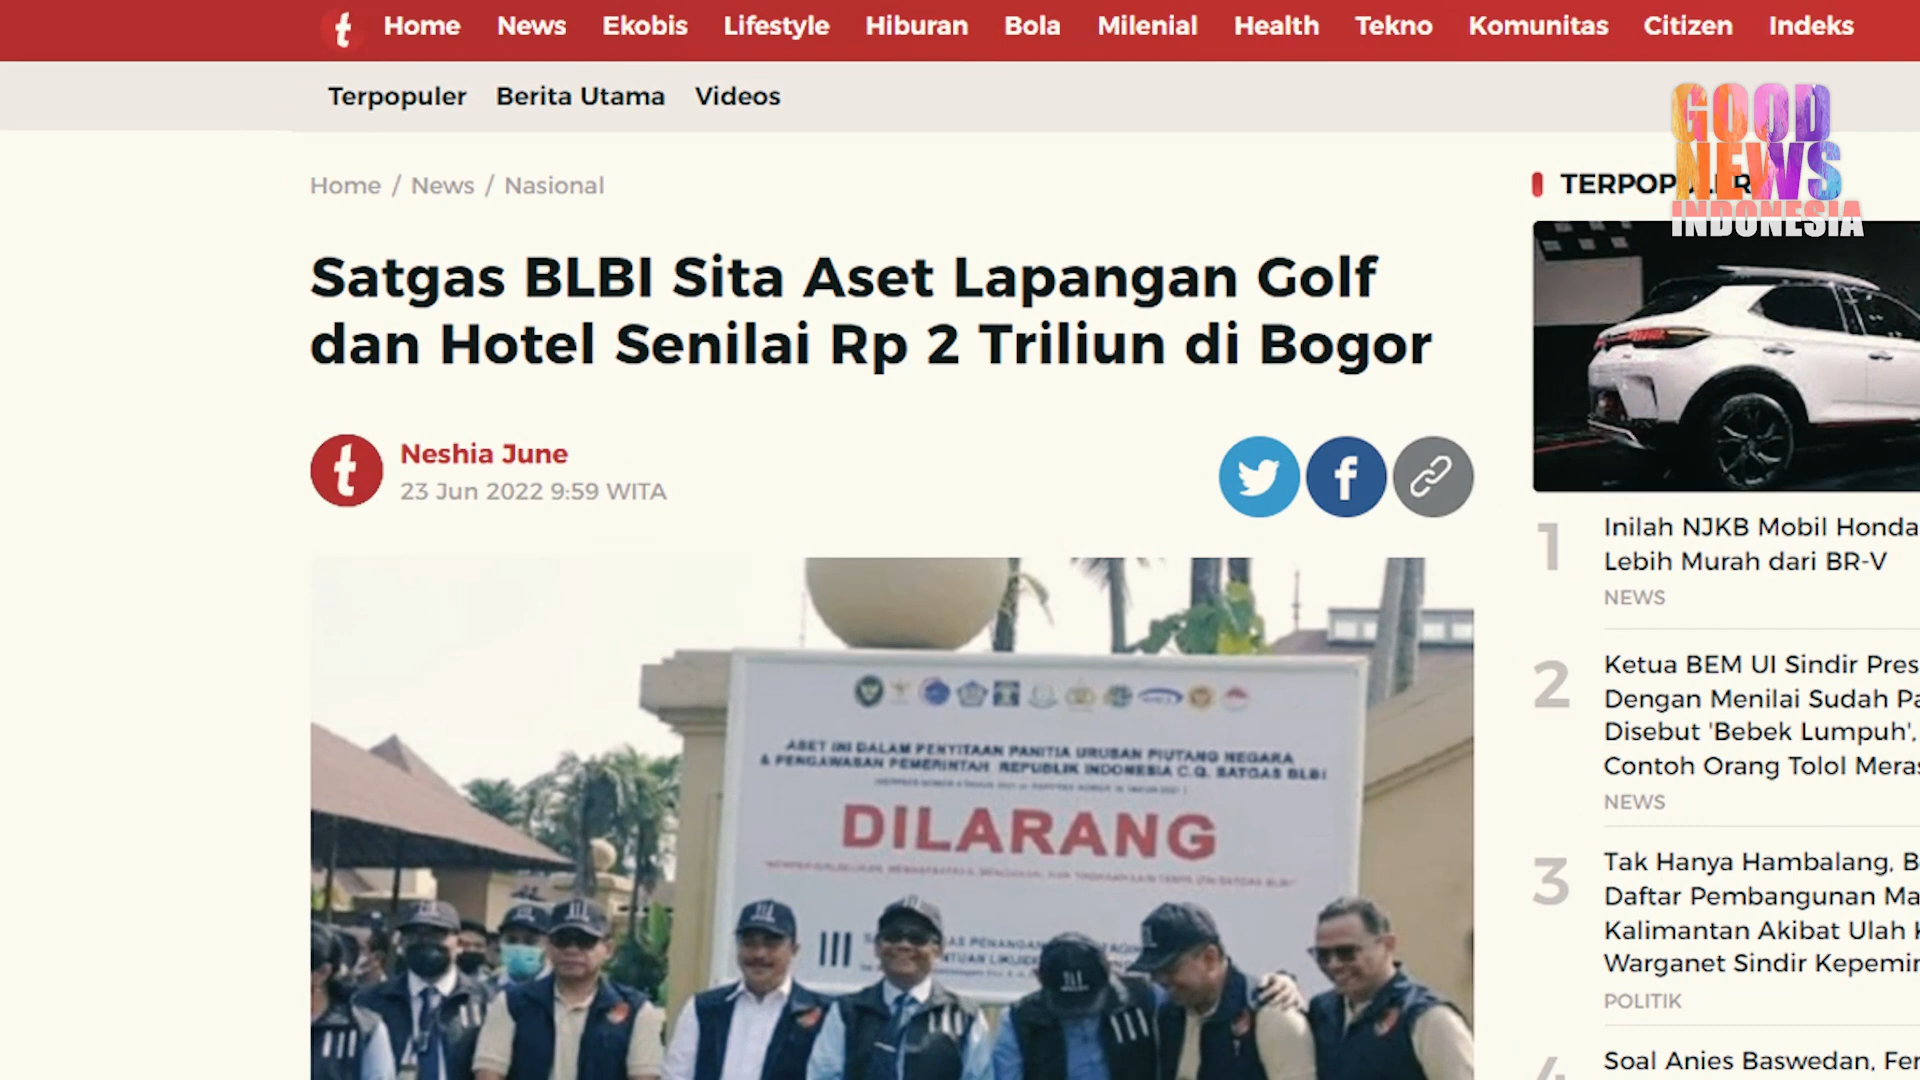 t Home News Ekobis Lifestyle Hiburan Bola Milenial Health Tekno Komunitas Citizen Indeks
Terpopuler Berita Utama Videos
GOOD
NEWS
INDONESIA
Home / News / Nasional
Satgas BLBI Sita Aset Lapangan Golf
dan Hotel Senilai Rp 2 Triliun di Bogor
t
Neshia June
23 Jun 2022 9:59 WITA
ASET INI DALAM PENYITAAN PANITIA URUSAN PIUTANG NEGARA
& PENGAWASAN PEMERINTAH REPUBLIK INDONESIA C.Q. SATGAS BLBI
DILARANG
1
Inilah NJKB Mobil Honda
Lebih Murah dari BR-V
NEWS
2
Ketua BEM UI Sindir Pres
Dengan Menilai Sudah Pa
Disebut 'Bebek Lumpuh',
Contoh Orang Tolol Meras
NEWS
3
Tak Hanya Hambalang, B
Daftar Pembangunan Ma
Kalimantan Akibat Ulah
Warganet Sindir Kepemir
POLITIK
4
Soal Anies Baswedan, Fer